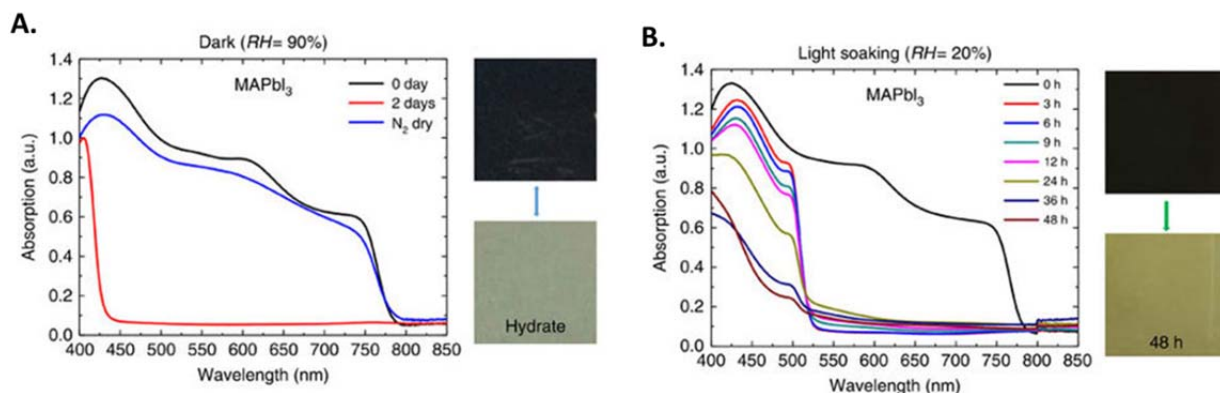 A.
Dark (RH= 90%)
1.4
1.2
1.0
0.8
0.6
0.4
0.2
0.0
Absorption (a.u.)
MAPbI₃
0 day
2 days
N₂ dry
400 450 500 550 600 650 700 750 800 850
Wavelength (nm)
Hydrate
B.
Light soaking (RH= 20%)
1.4
1.2
1.0
0.8
0.6
0.4
0.2
0.0
Absorption (a.u.)
MAPbI₃
0 h
3 h
6 h
9 h
12 h
24 h
36 h
48 h
400 450 500 550 600 650 700 750 800 850
Wavelength (nm)
48 h